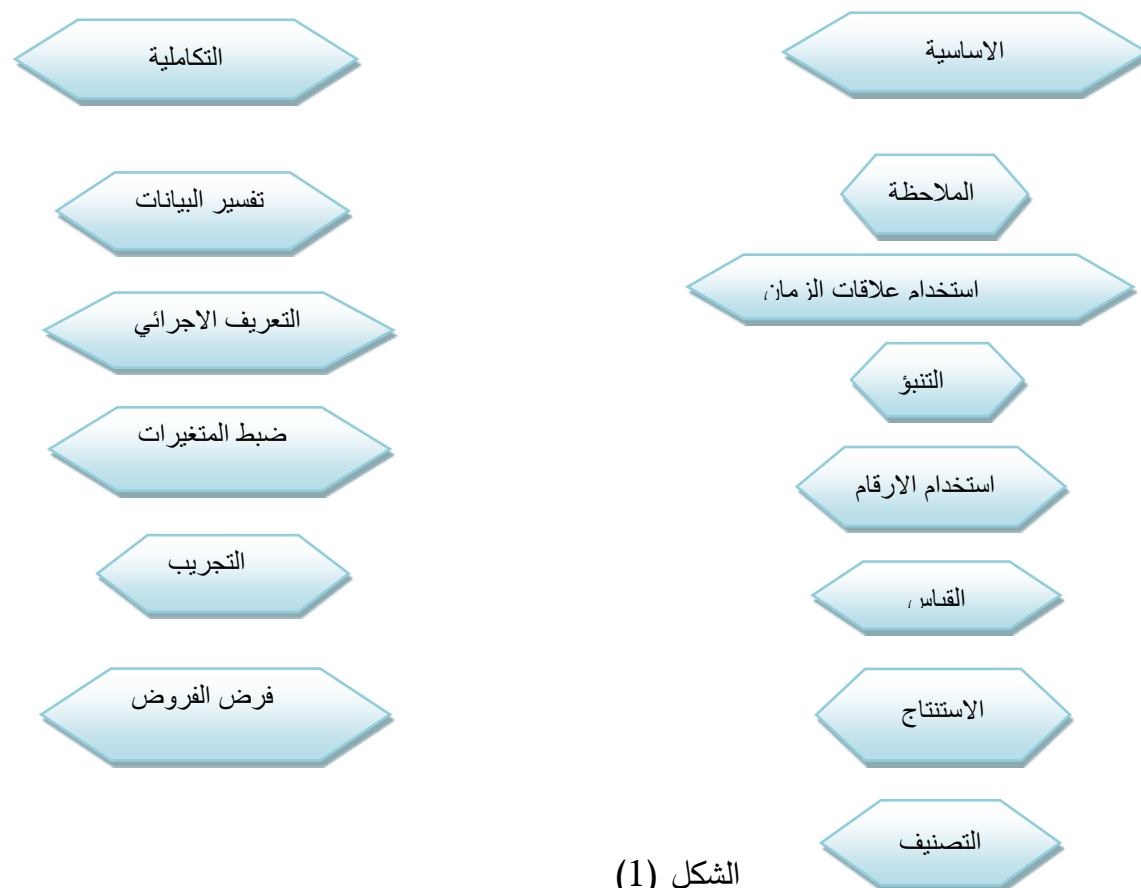 الاساسية
التكاملية
الملاحظة
تفسير البيانات
استخدام علاقات الزمان
التعريف الاجرائي
التنبؤ
ضبط المتغيرات
استخدام الارقام
التجريب
القياس
فرض الفروض
الاستنتاج
التصنيف
الشكل (1)